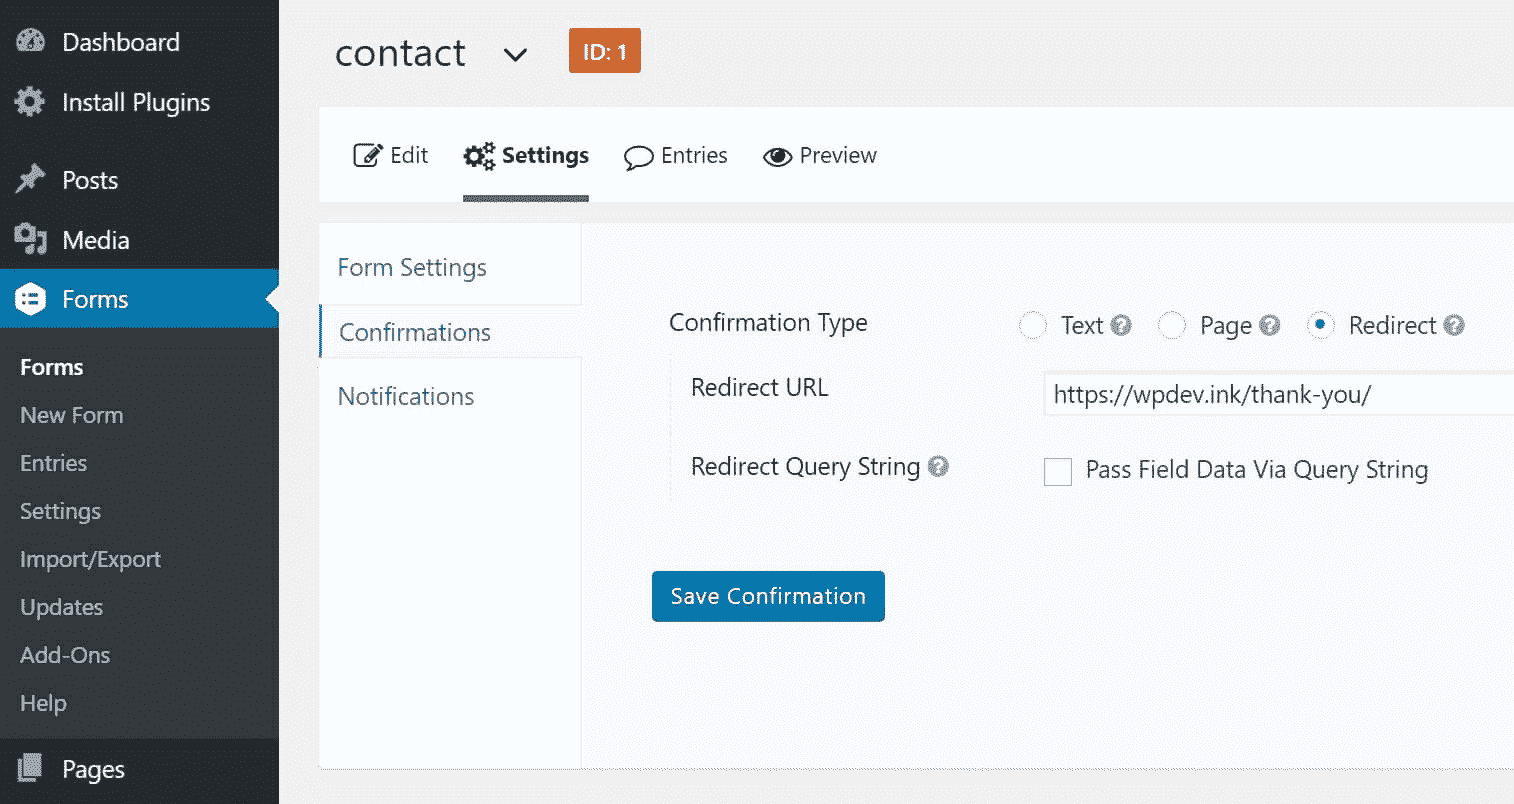 Dashboard
Install Plugins
Posts
Media
Forms
Forms
New Form
Entries
Settings
Import/Export
Updates
Add-Ons
Help
Pages
contact ID: 1
Edit Settings Entries Preview
Form Settings
Confirmations
Notifications
Confirmation Type Text ? Page ? Redirect ?
Redirect URL https://wpdev.ink/thank-you/
Redirect Query String ? Pass Field Data Via Query String
Save Confirmation